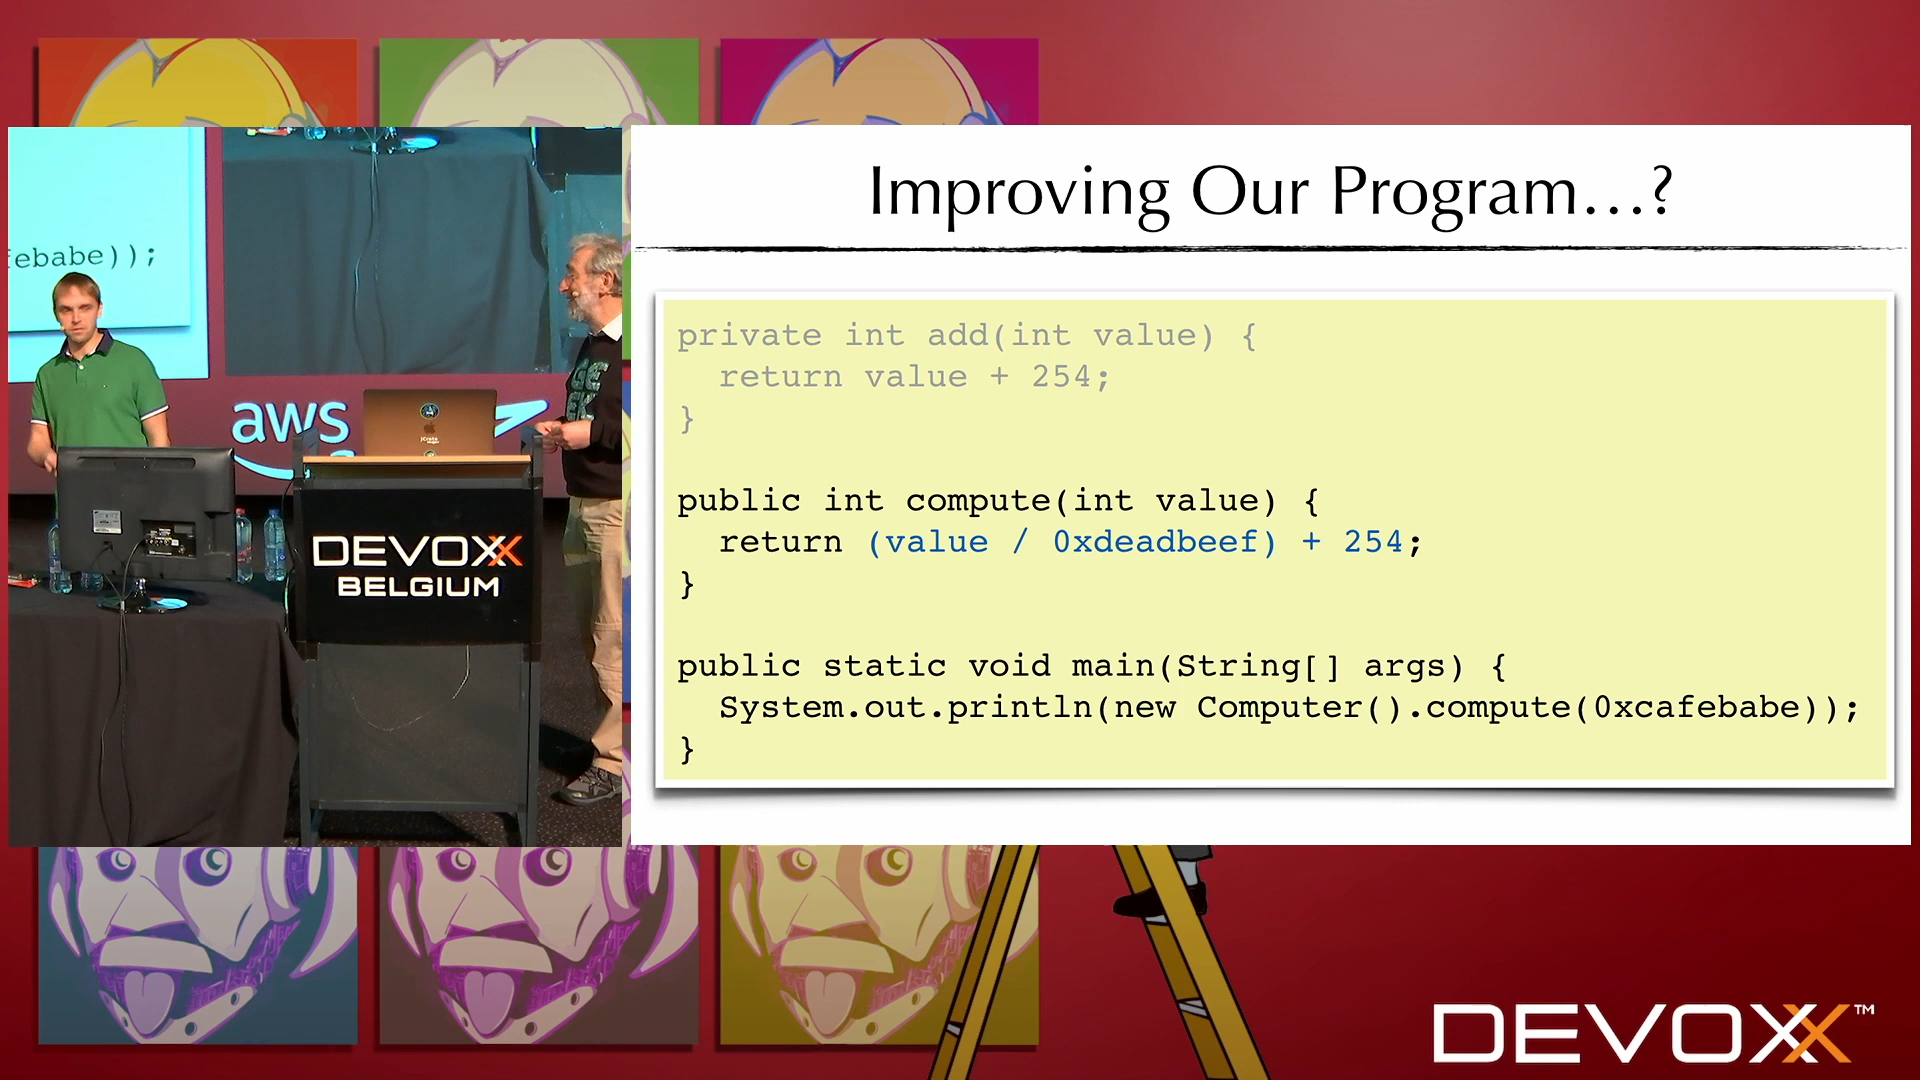 Improving Our Program...?
private int add(int value) {
return value + 254;
}
public int compute(int value) {
return (value / 0xdeadbeef) + 254;
}
public static void main(String[] args) {
System.out.println(new Computer().compute(0xcafebabe));
}
febabe));
aws
DEVOXX
BELGIUM
DEVOXX™